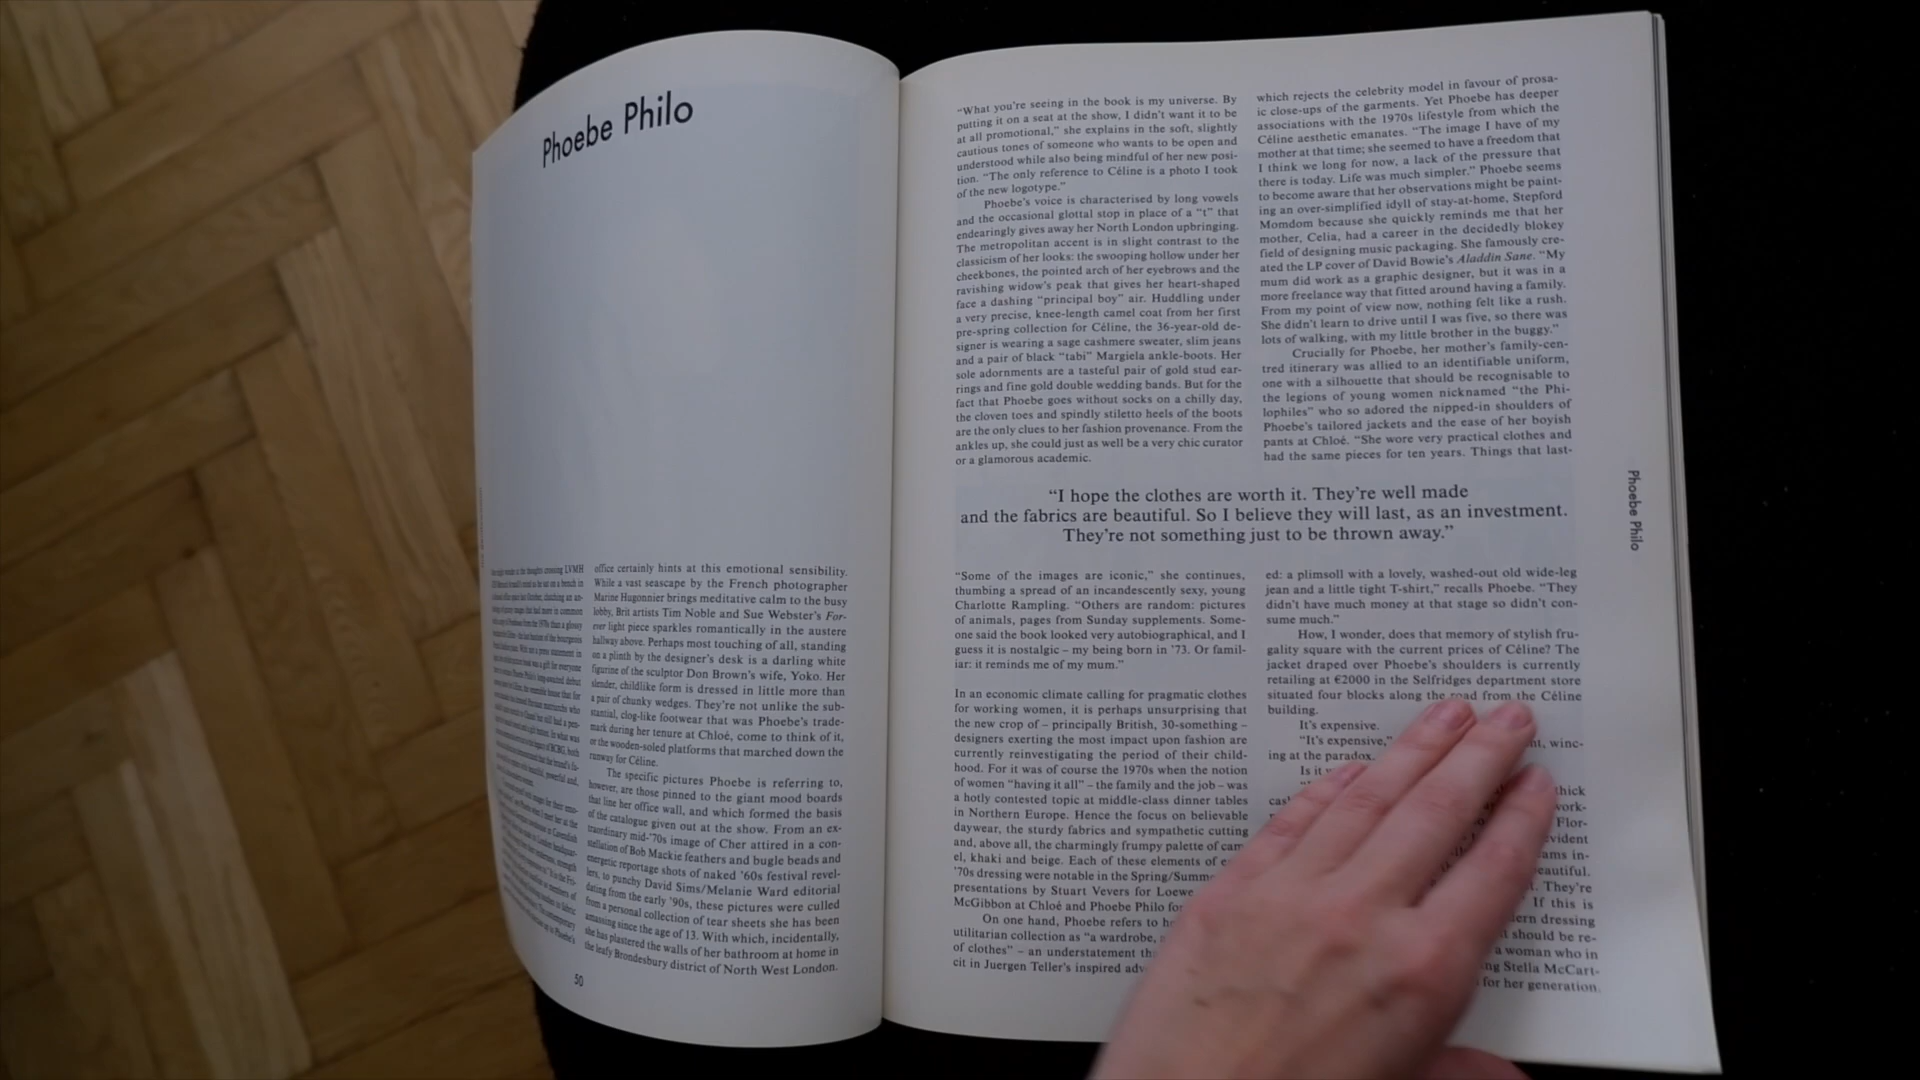 Phoebe Philo
office certainly hints at this emotional sensibility.
While a vast seascape by the French photographer
Marine Hugonnier brings meditative calm to the busy
lobby, Brit artists Tim Noble and Sue Webster's For-
ever light piece sparkles romantically in the austere
hallway above. Perhaps most touching of all, standing
on a plinth by the designer's desk is a darling white
figurine of the sculptor Don Brown's wife, Yoko. Her
slender, childlike form is dressed in little more than
a pair of chunky wedges. They're not unlike the sub-
stantial, clog-like footwear that was Phoebe's trade-
mark during her tenure at Chloé, come to think of it,
or the wooden-soled platforms that marched down the
runway for Céline.
The specific pictures Phoebe is referring to,
however, are those pinned to the giant mood boards
that line her office wall, and which formed the basis
of the catalogue given out at the show. From an ex-
traordinary mid-'70s image of Cher attired in a con-
stellation of Bob Mackie feathers and bugle beads and
energetic reportage shots of naked '60s festival revel-
lers, to punchy David Sims/Melanie Ward editorial
dating from the early '90s, these pictures were culled
from a personal collection of tear sheets she has been
amassing since the age of 13. With which, incidentally,
she has plastered the walls of her bathroom at home in
the leafy Brondesbury district of North West London.
50
“What you're seeing in the book is my universe. By
putting it on a seat at the show, I didn't want it to be
at all promotional,” she explains in the soft, slightly
cautious tones of someone who wants to be open and
understood while also being mindful of her new posi-
tion. “The only reference to Céline is a photo I took
of the new logotype.”
Phoebe's voice is characterised by long vowels
and the occasional glottal stop in place of a “t” that
endearingly gives away her North London upbringing.
The metropolitan accent is in slight contrast to the
classicism of her looks: the swooping hollow under her
cheekbones, the pointed arch of her eyebrows and the
ravishing widow's peak that gives her heart-shaped
face a dashing “principal boy” air. Huddling under
a very precise, knee-length camel coat from her first
pre-spring collection for Céline, the 36-year-old de-
signer is wearing a sage cashmere sweater, slim jeans
and a pair of black “tabi” Margiela ankle-boots. Her
sole adornments are a tasteful pair of gold stud ear-
rings and fine gold double wedding bands. But for the
fact that Phoebe goes without socks on a chilly day,
the cloven toes and spindly stiletto heels of the boots
are the only clues to her fashion provenance. From the
ankles up, she could just as well be a very chic curator
or a glamorous academic.
which rejects the celebrity model in favour of prosa-
ic close-ups of the garments. Yet Phoebe has deeper
associations with the 1970s lifestyle from which the
Céline aesthetic emanates. “The image I have of my
mother at that time; she seemed to have a freedom that
I think we long for now, a lack of the pressure that
there is today. Life was much simpler.” Phoebe seems
to become aware that her observations might be paint-
ing an over-simplified idyll of stay-at-home, Stepford
Momdom because she quickly reminds me that her
mother, Celia, had a career in the decidedly blokey
field of designing music packaging. She famously cre-
ated the LP cover of David Bowie's Aladdin Sane. “My
mum did work as a graphic designer, but it was in a
more freelance way that fitted around having a family.
From my point of view now, nothing felt like a rush.
She didn't learn to drive until I was five, so there was
lots of walking, with my little brother in the buggy.”
Crucially for Phoebe, her mother's family-cen-
tred itinerary was allied to an identifiable uniform,
one with a silhouette that should be recognisable to
the legions of young women nicknamed “the Phi-
lophiles” who so adored the nipped-in shoulders of
Phoebe's tailored jackets and the ease of her boyish
pants at Chloé. “She wore very practical clothes and
had the same pieces for ten years. Things that last-
“I hope the clothes are worth it. They're well made
and the fabrics are beautiful. So I believe they will last, as an investment.
They're not something just to be thrown away.”
“Some of the images are iconic,” she continues,
thumbing a spread of an incandescently sexy, young
Charlotte Rampling. “Others are random: pictures
of animals, pages from Sunday supplements. Some-
one said the book looked very autobiographical, and I
guess it is nostalgic – my being born in '73. Or famil-
iar: it reminds me of my mum.”
In an economic climate calling for pragmatic clothes
for working women, it is perhaps unsurprising that
the new crop of – principally British, 30-something –
designers exerting the most impact upon fashion are
currently reinvestigating the period of their child-
hood. For it was of course the 1970s when the notion
of women “having it all” – the family and the job – was
a hotly contested topic at middle-class dinner tables
in Northern Europe. Hence the focus on believable
daywear, the sturdy fabrics and sympathetic cutting
and, above all, the charmingly frumpy palette of cam
el, khaki and beige. Each of these elements of
'70s dressing were notable in the Spring/Summ
presentations by Stuart Vevers for Loewe
McGibbon at Chloé and Phoebe Philo fo
On one hand, Phoebe refers to he
utilitarian collection as “a wardrobe,
of clothes” – an understatement th
cit in Juergen Teller's inspired adv
ed: a plimsoll with a lovely, washed-out old wide-leg
jean and a little tight T-shirt,” recalls Phoebe. “They
didn't have much money at that stage so didn't con-
sume much.”
How, I wonder, does that memory of stylish fru-
gality square with the current prices of Céline? The
jacket draped over Phoebe's shoulders is currently
retailing at €2000 in the Selfridges department store
situated four blocks along the road from the Céline
building.
It's expensive.
“It's expensive,” nt, winc-
ing at the paradox.
Is it
thick
cas work-
Flor-
vident
ams in-
eautiful.
t. They're
If this is
ern dressing
t should be re-
a woman who in
ng Stella McCart-
for her generation.
Phoebe Philo